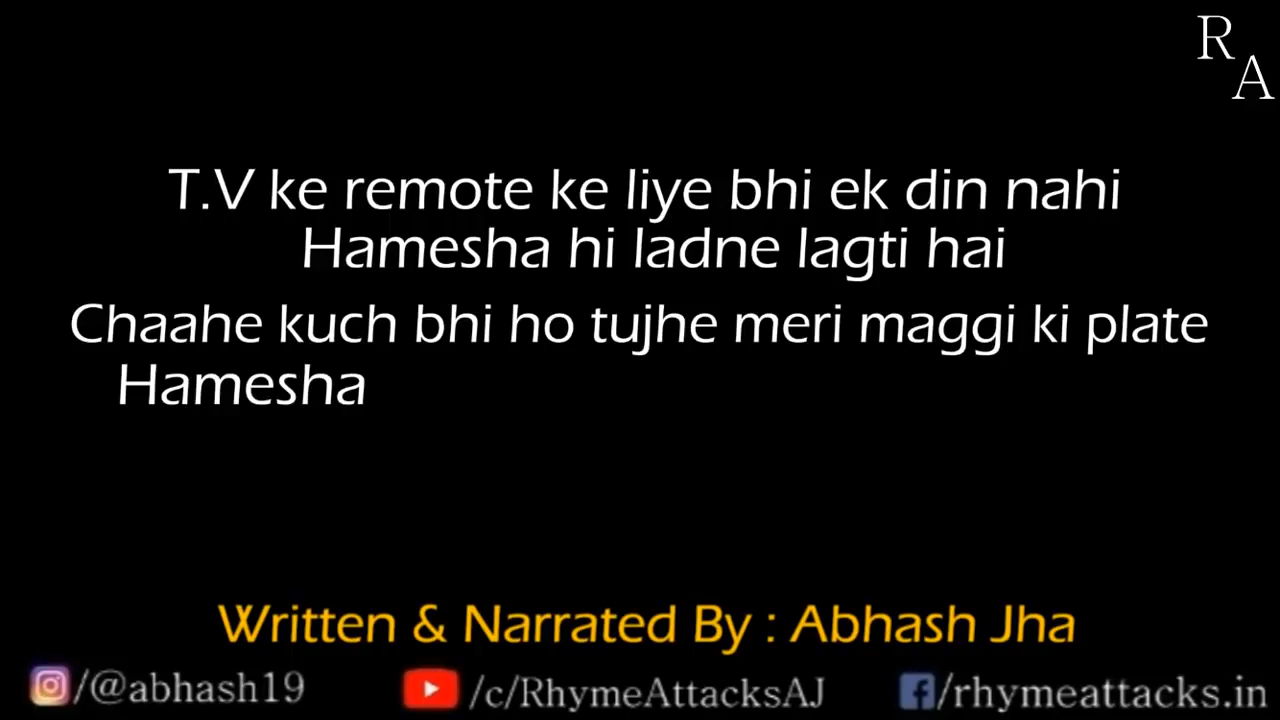 R
A
T.V ke remote ke liye bhi ek din nahi
Hamesha hi ladne lagti hai
Chaahe kuch bhi ho tujhe meri maggi ki plate
Hamesha
Written & Narrated By : Abhash Jha
/@abhash19 /c/RhymeAttacksAJ /rhymeattacks.in